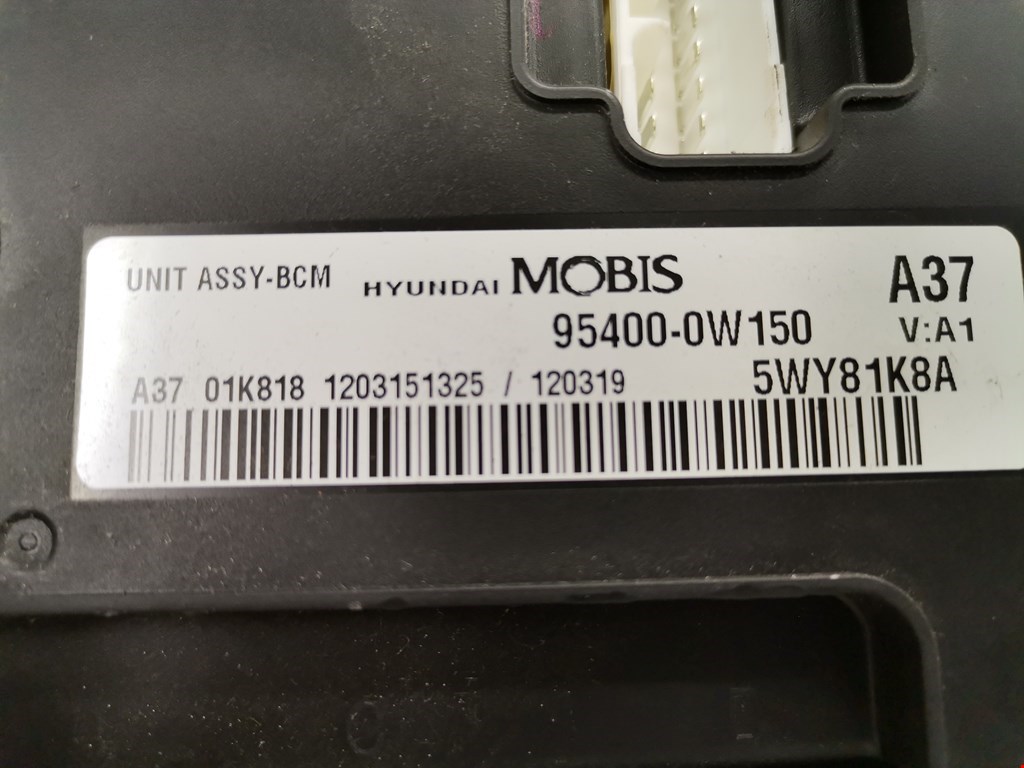 UNIT ASSY-BCM HYUNDAI MOBIS A37
95400-0W150 V:A1
A37 01K818 1203151325 / 120319 5WY81K8A